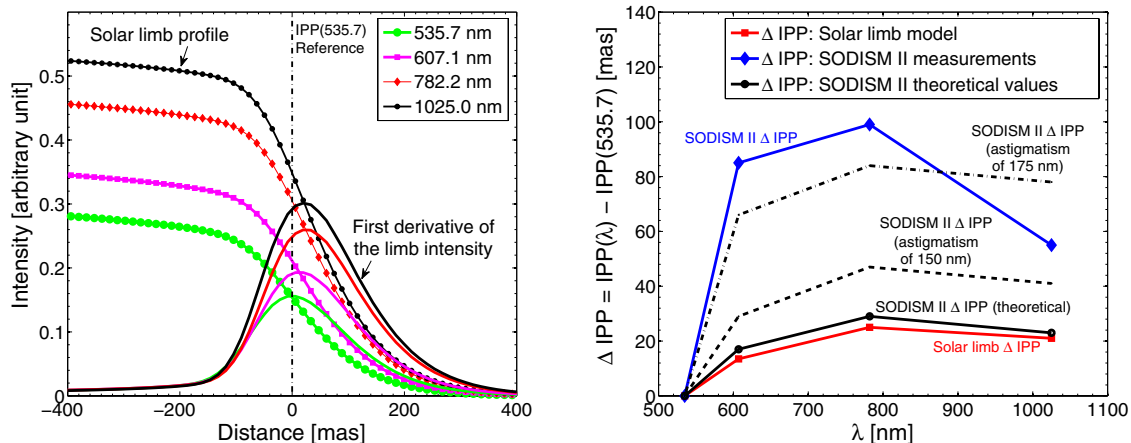 Solar limb profile
IPP(535.7)
Reference
535.7 nm
607.1 nm
782.2 nm
1025.0 nm
First derivative
of the limb intensity
Intensity [arbitrary unit]
0.5
0.4
0.3
0.2
0.1
0
−400
−200
0
200
400
Distance [mas]
Δ IPP: Solar limb model
Δ IPP: SODISM II measurements
Δ IPP: SODISM II theoretical values
SODISM II Δ IPP
SODISM II Δ IPP
(astigmatism
of 175 nm)
SODISM II Δ IPP
(astigmatism
of 150 nm)
SODISM II Δ IPP (theoretical)
Solar limb Δ IPP
Δ IPP = IPP(λ) − IPP(535.7) [mas]
140
120
100
80
60
40
20
0
500
600
700
800
900
1000
1100
λ [nm]